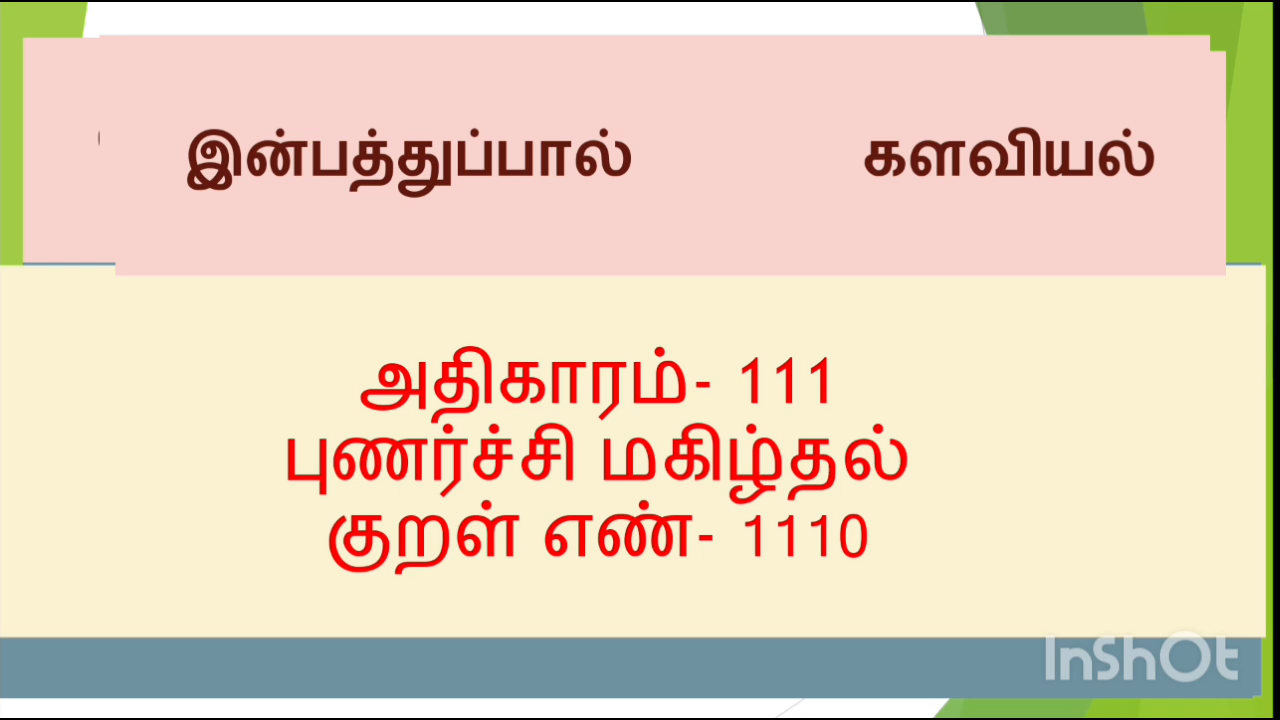 இன்பத்துப்பால் களவியல்
அதிகாரம்- 111
புணர்ச்சி மகிழ்தல்
குறள் எண்- 1110
InShOt